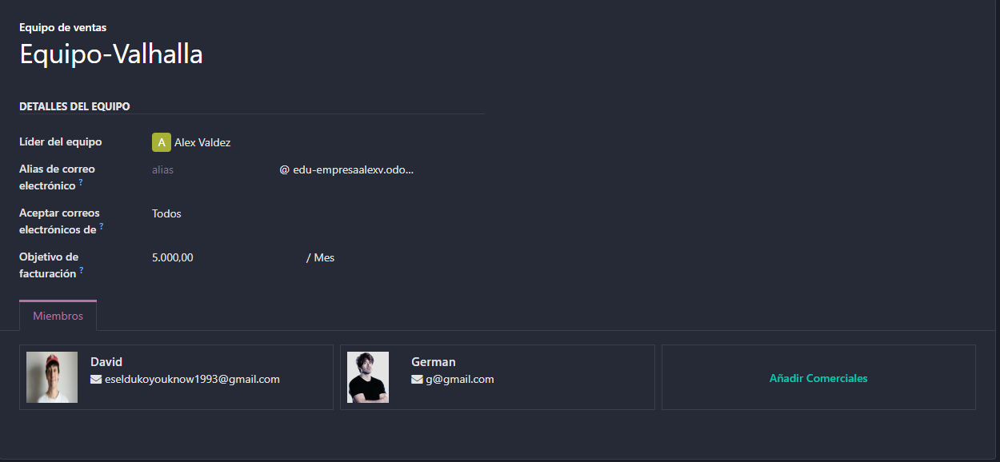 Equipo de ventas
Equipo-Valhalla
DETALLES DEL EQUIPO
Líder del equipo
A Alex Valdez
Alias de correo electrónico ?
alias @ edu-empresaalexv.odo...
Aceptar correos electrónicos de ?
Todos
Objetivo de facturación ?
5.000,00 / Mes
Miembros
David
eseldukoyouknow1993@gmail.com
German
g@gmail.com
Añadir Comerciales